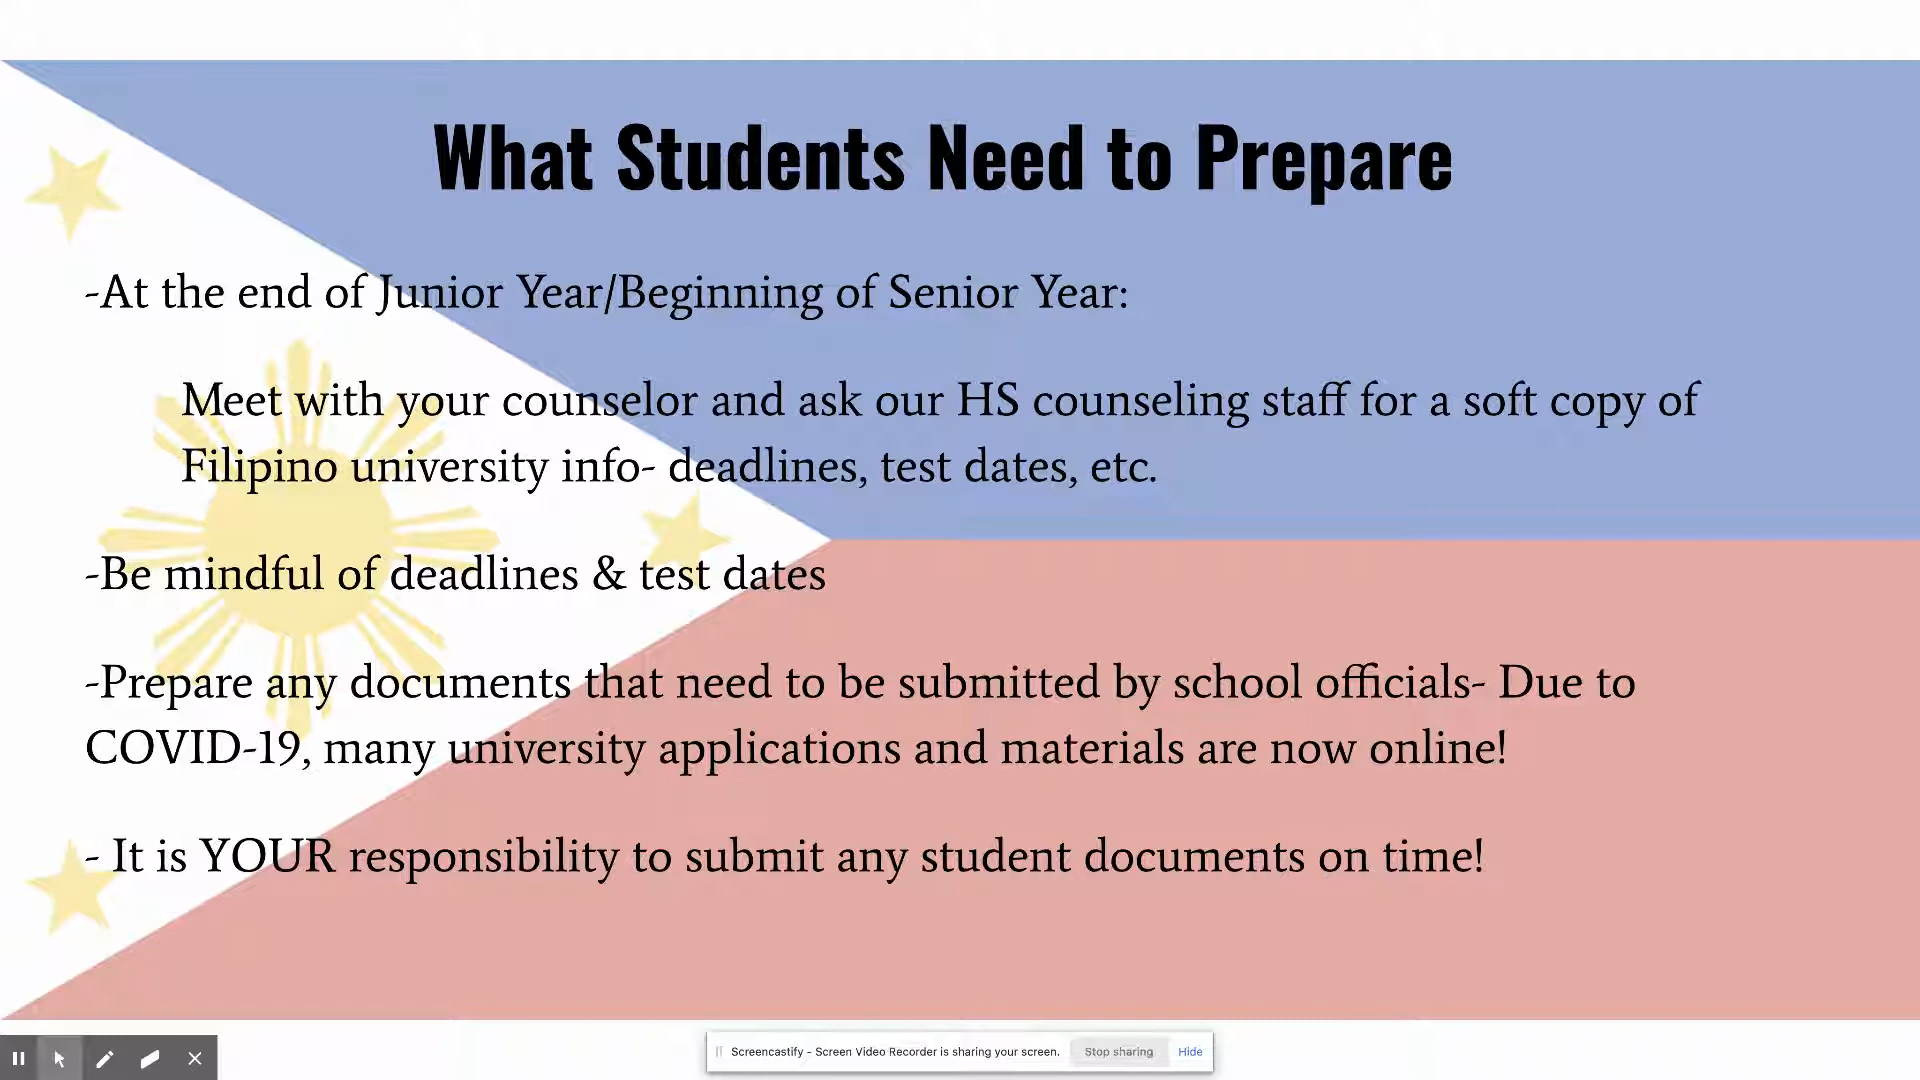 What Students Need to Prepare
-At the end of Junior Year/Beginning of Senior Year:
Meet with your counselor and ask our HS counseling staff for a soft copy of
Filipino university info- deadlines, test dates, etc.
-Be mindful of deadlines & test dates
-Prepare any documents that need to be submitted by school officials- Due to
COVID-19, many university applications and materials are now online!
- It is YOUR responsibility to submit any student documents on time!
Screencastify - Screen Video Recorder is sharing your screen. Stop sharing Hide